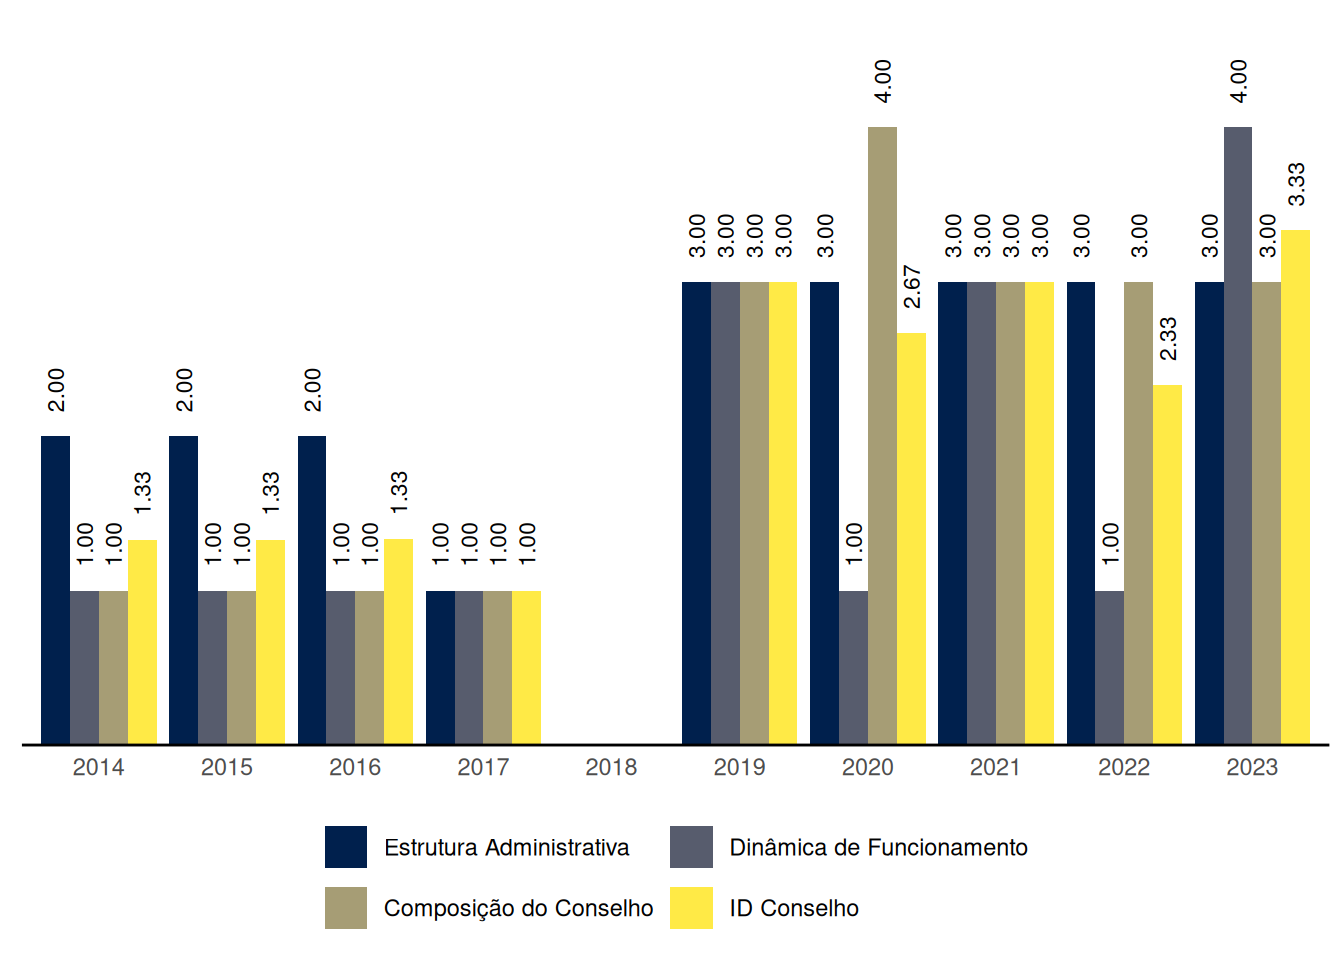 4.00 4.00
3.33
3.00 3.00 3.00 3.00 3.00 3.00 3.00 3.00 3.00 3.00 3.00 3.00 3.00
2.67
2.33
2.00 2.00 2.00
1.33 1.33 1.33
1.00 1.00 1.00 1.00 1.00 1.00 1.00 1.00 1.00 1.00 1.00 1.00
2014 2015 2016 2017 2018 2019 2020 2021 2022 2023
Estrutura Administrativa Dinâmica de Funcionamento
Composição do Conselho ID Conselho